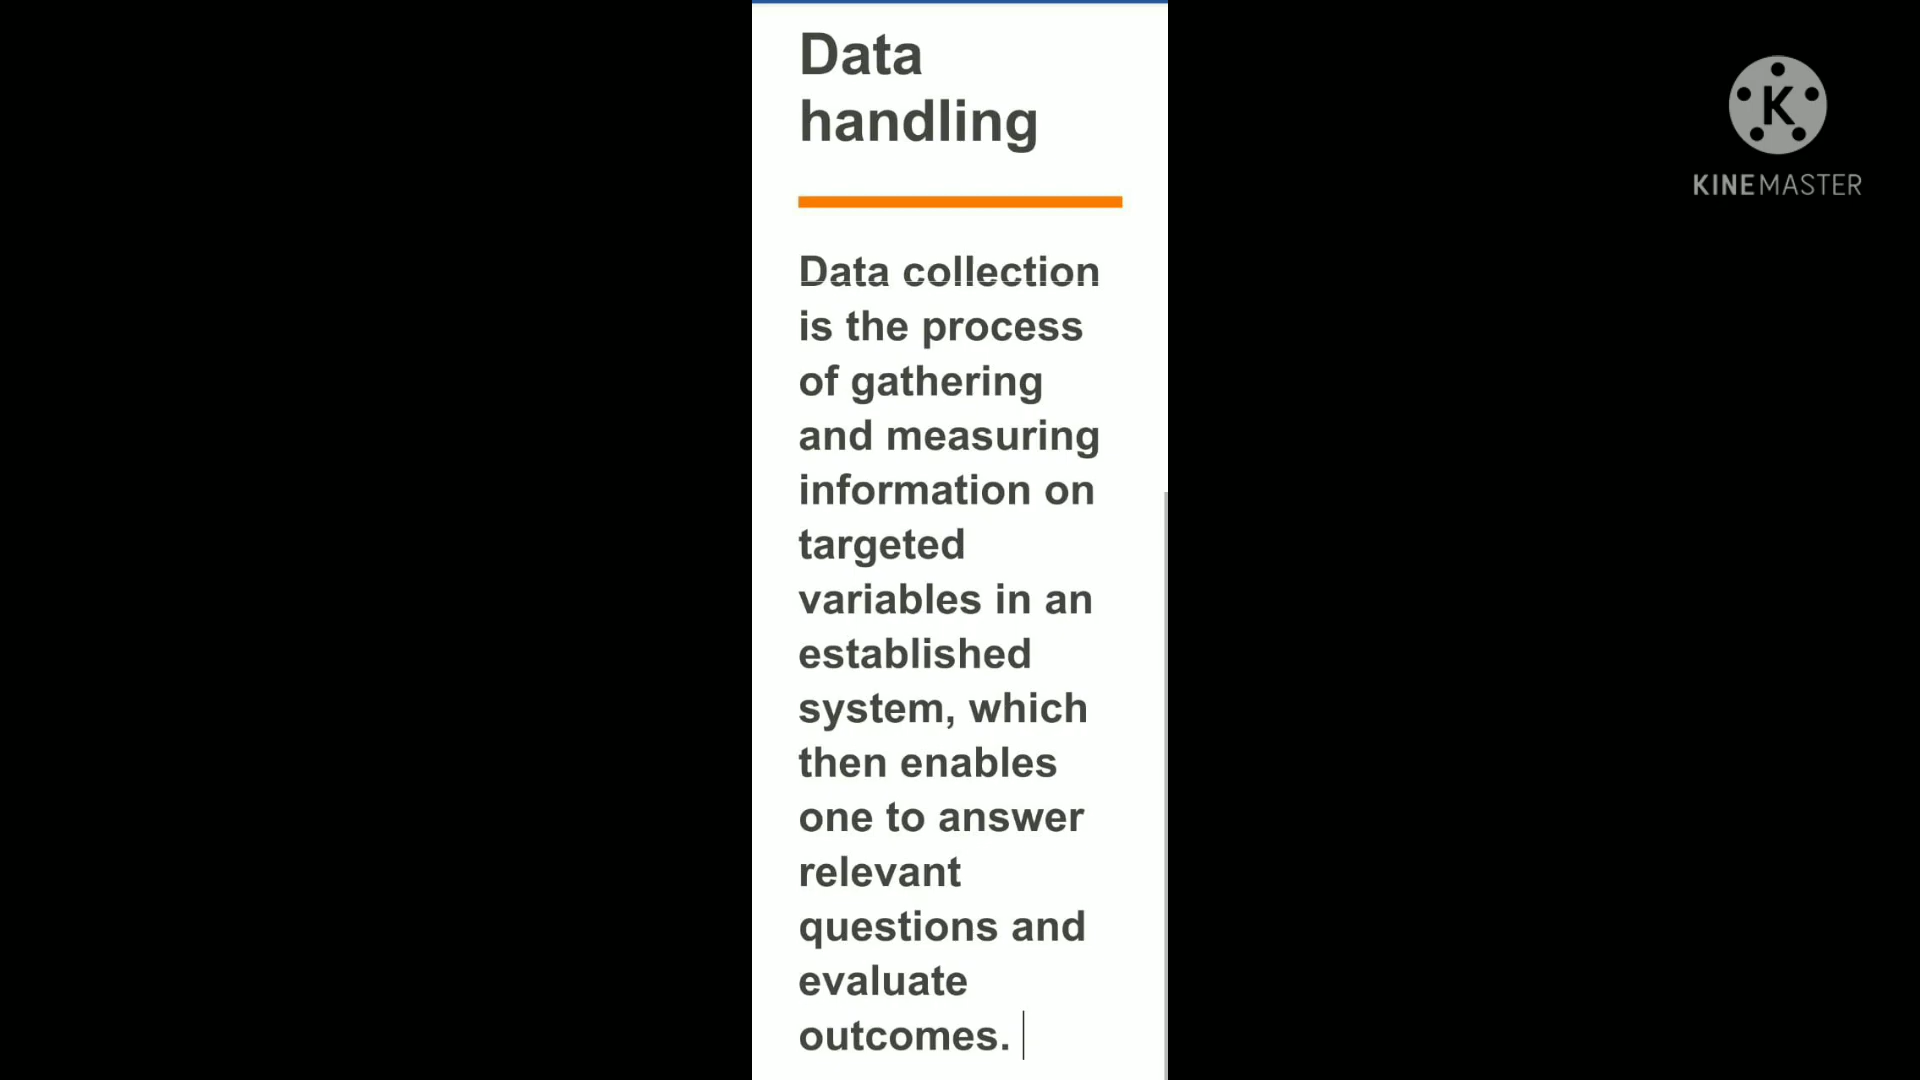 Data
handling
Data collection
is the process
of gathering
and measuring
information on
targeted
variables in an
established
system, which
then enables
one to answer
relevant
questions and
evaluate
outcomes.
K
KINEMASTER